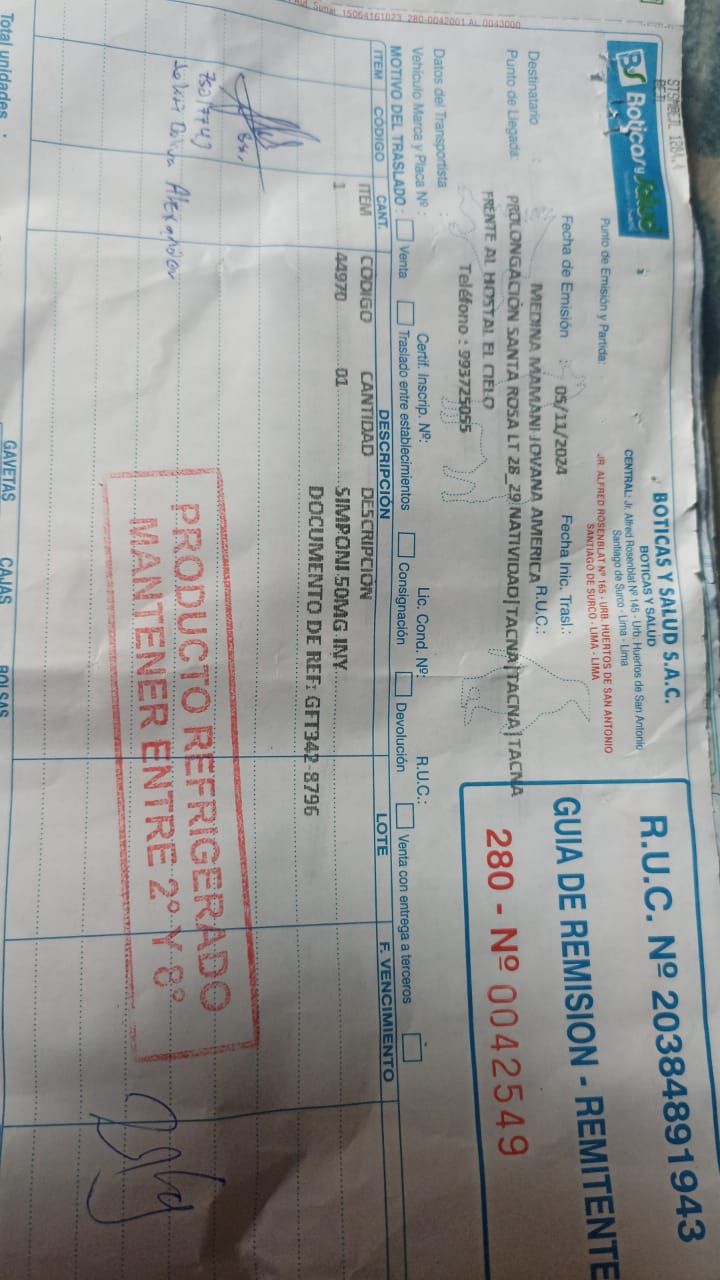 Boticas y Salud
BOTICAS Y SALUD S.A.C.
BOTICAS Y SALUD
CENTRAL: Jr. Alfred Rosenblat Nº 145 - Urb. Huertos de San Antonio
Santiago de Surco - Lima - Lima
Punto de Emisión y Partida:
JR. ALFRED ROSENBLAT Nº 165 - URB. HUERTOS DE SAN ANTONIO
SANTIAGO DE SURCO - LIMA - LIMA
R.U.C. Nº 20384891943
GUIA DE REMISION - REMITENTE
280 - Nº 0042549
Fecha de Emisión : 05/11/2024 Fecha Inic. Trasl.:
Destinatario : MEDINA MAMANI JOVANA AMERICA R.U.C.:
Punto de Llegada: PROLONGACIÓN SANTA ROSA LT 28_29|NATIVIDAD|TACNA|TACNA|TACNA
FRENTE AL HOSTAL EL CIELO
Teléfono : 993725055
Datos del Transportista
Vehículo Marca y Placa Nº : Certif. Inscrip. Nº: Lic. Cond. Nº: R.U.C.:
MOTIVO DEL TRASLADO : Venta Traslado entre establecimientos Consignación Devolución Venta con entrega a terceros
ITEM CÓDIGO CANT. DESCRIPCIÓN LOTE F. VENCIMIENTO
ITEM CODIGO CANTIDAD DESCRIPCIÓN
1 44970 01 SIMPONI 50MG INY
DOCUMENTO DE REF: GFT342-8796
PRODUCTO REFRIGERADO
MANTENER ENTRE 2° Y 8°
Alexander
Total unidades :
GAVETAS CAJAS BOLSAS